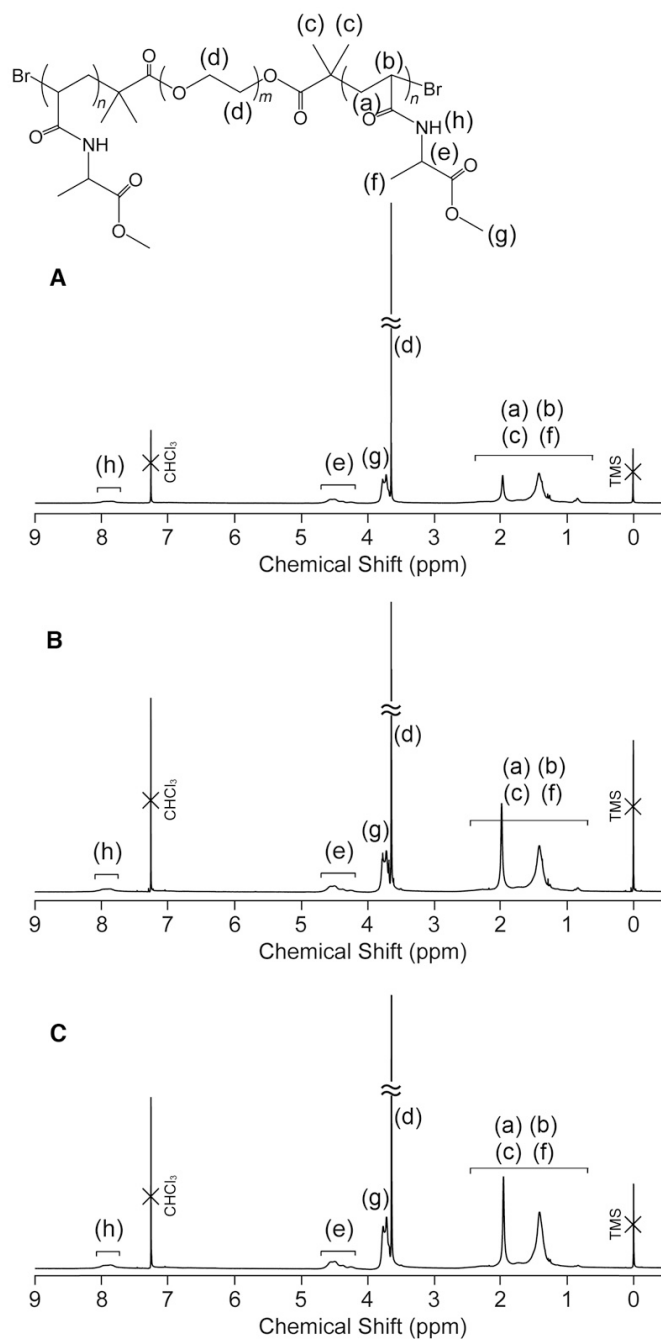 (c) (c)
(d) (b)
Br O O O Br
n O m n
(d) O (a) O
O NH NH (h)
(e)
O (f) O
O O
(g)
A
(d)
(a) (b)
(h) CHCl₃ (e) (g) (c) (f) TMS
9 8 7 6 5 4 3 2 1 0
Chemical Shift (ppm)
B
(d)
(a) (b)
(h) CHCl₃ (e) (g) (c) (f) TMS
9 8 7 6 5 4 3 2 1 0
Chemical Shift (ppm)
C
(d)
(a) (b)
(h) CHCl₃ (e) (g) (c) (f) TMS
9 8 7 6 5 4 3 2 1 0
Chemical Shift (ppm)